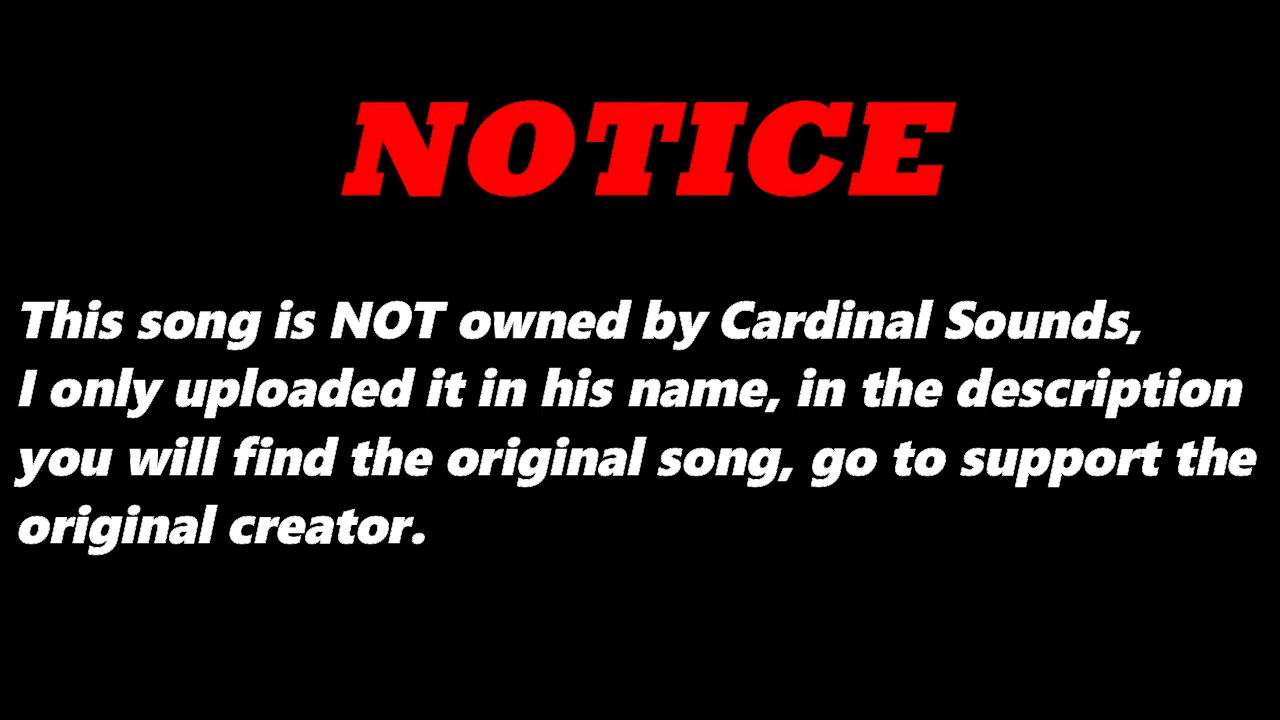 NOTICE
This song is NOT owned by Cardinal Sounds,
I only uploaded it in his name, in the description
you will find the original song, go to support the
original creator.